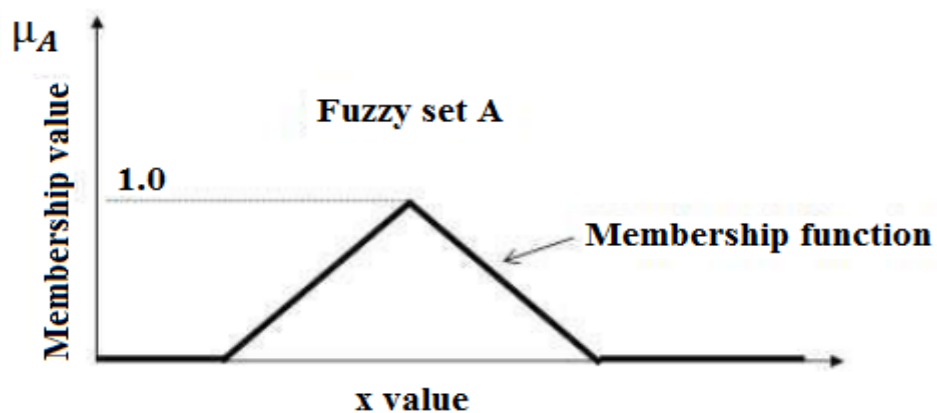 μA
Membership value
Fuzzy set A
1.0
Membership function
x value